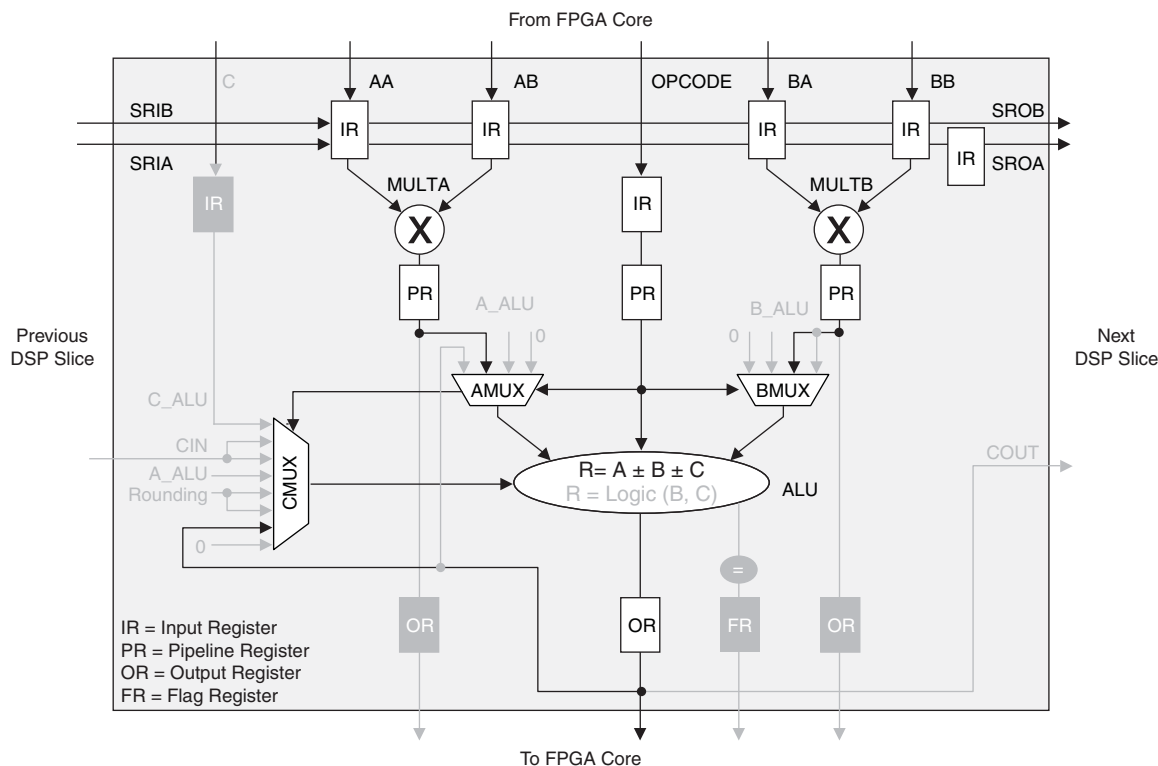 From FPGA Core
C
AA
AB
OPCODE
BA
BB
SRIB
SROB
IR
IR
IR
IR
SRIA
IR
SROA
MULTA
MULTB
IR
IR
X
X
PR
PR
PR
A_ALU
B_ALU
0
0
Previous
DSP Slice
Next
DSP Slice
AMUX
BMUX
C_ALU
CIN
A_ALU
Rounding
0
CMUX
R= A ± B ± C
R = Logic (B, C)
ALU
COUT
=
OR
OR
FR
OR
IR = Input Register
PR = Pipeline Register
OR = Output Register
FR = Flag Register
To FPGA Core